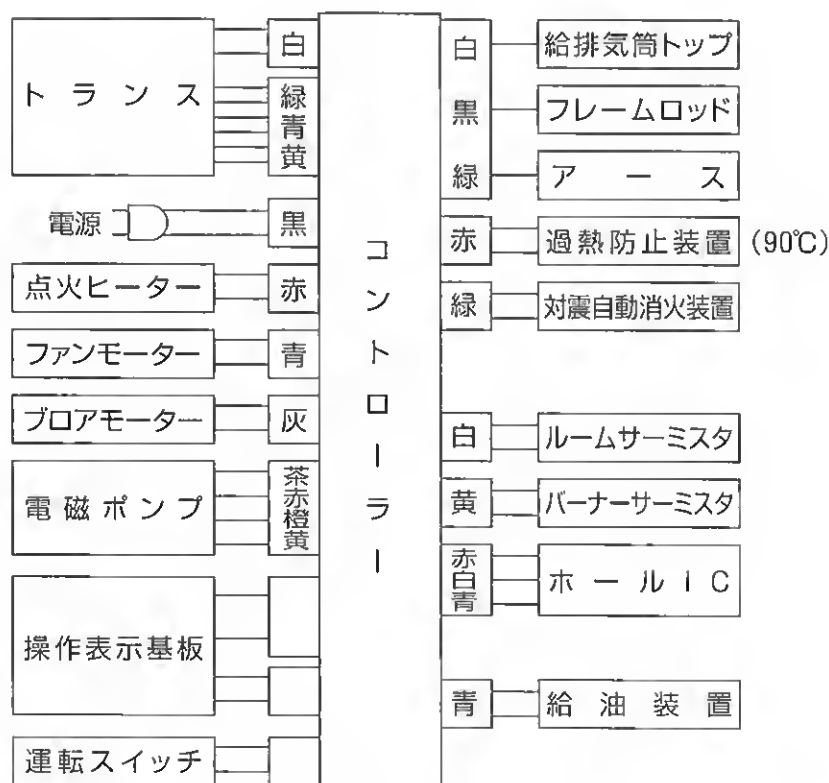 トランス
白
緑
青
黄
電源
黒
点火ヒーター
赤
ファンモーター
青
ブロアモーター
灰
電磁ポンプ
茶
赤
橙
黄
操作表示基板
運転スイッチ
コントローラー
白
給排気筒トップ
黒
フレームロッド
緑
アース
赤
過熱防止装置 (90℃)
緑
対震自動消火装置
白
ルームサーミスタ
黄
バーナーサーミスタ
赤
白
青
ホールIC
青
給油装置